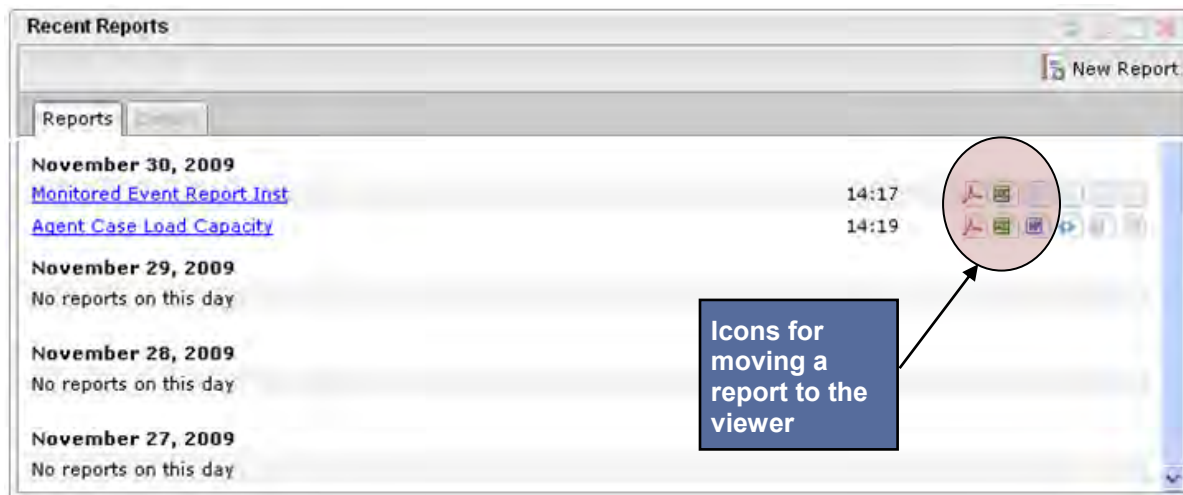 Recent Reports
New Report
Reports
November 30, 2009
Monitored Event Report Inst 14:17
Agent Case Load Capacity 14:19
November 29, 2009
No reports on this day
November 28, 2009
No reports on this day
November 27, 2009
No reports on this day
Icons for
moving a
report to the
viewer